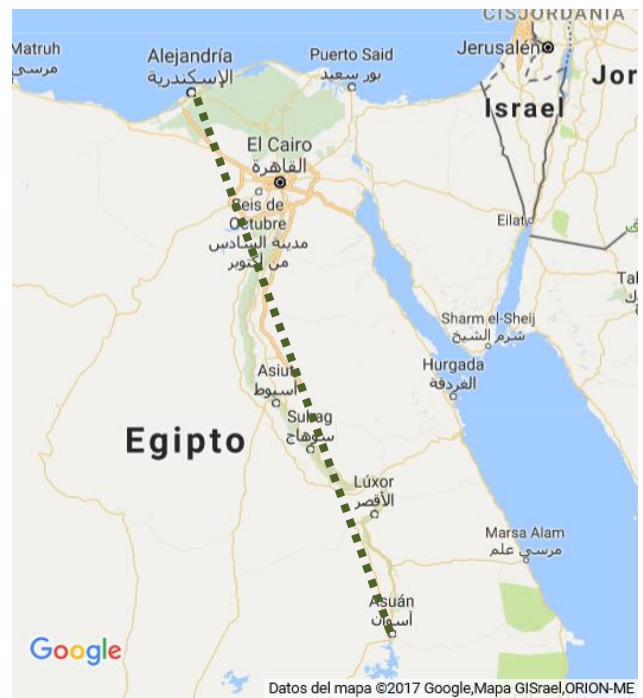 CISJORDANIA
Matruh
مرسى
Alejandría
الإسكندرية
Puerto Said
بور سعيد
Jerusalén
Jor
Israel
El Cairo
القاهرة
Seis de
Octubre
مدينة السادس
من أكتوبر
Eilat
Sharm el-Sheij
شرم الشيخ
Hurgada
الغردقة
Asiut
أسيوط
Suhag
سوهاج
Egipto
Lúxor
الأقصر
Marsa Alam
مرسي علم
Asuán
أسوان
Google
Datos del mapa ©2017 Google,Mapa GISrael,ORION-ME